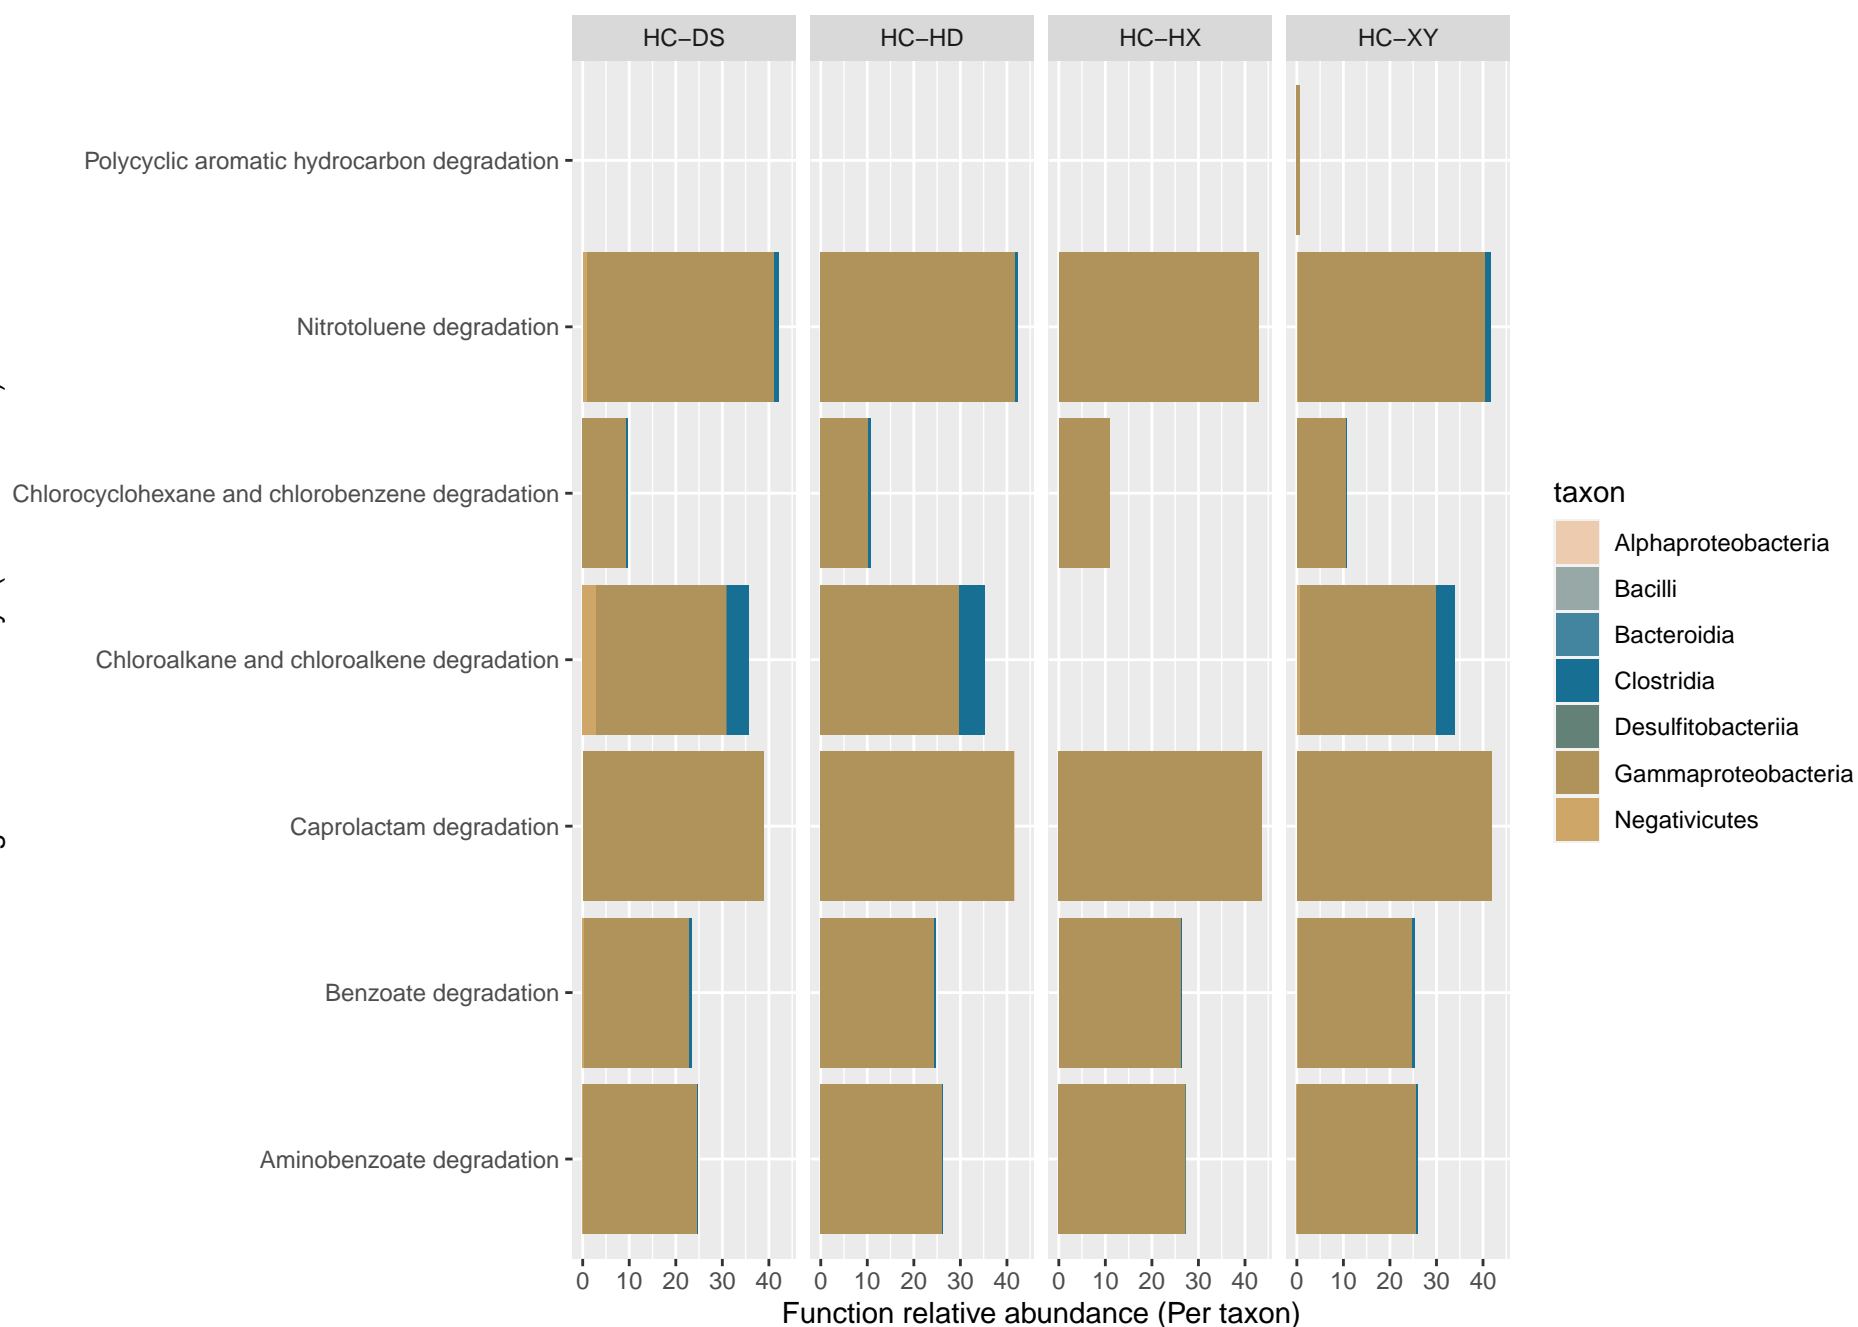 HC−DS
HC−HD
HC−HX
HC−XY
Polycyclic aromatic hydrocarbon degradation
Nitrotoluene degradation
Chlorocyclohexane and chlorobenzene degradation
Chloroalkane and chloroalkene degradation
Caprolactam degradation
Benzoate degradation
Aminobenzoate degradation
0 10 20 30 40
0 10 20 30 40
0 10 20 30 40
0 10 20 30 40
Function relative abundance (Per taxon)
taxon
Alphaproteobacteria
Bacilli
Bacteroidia
Clostridia
Desulfitobacteriia
Gammaproteobacteria
Negativicutes